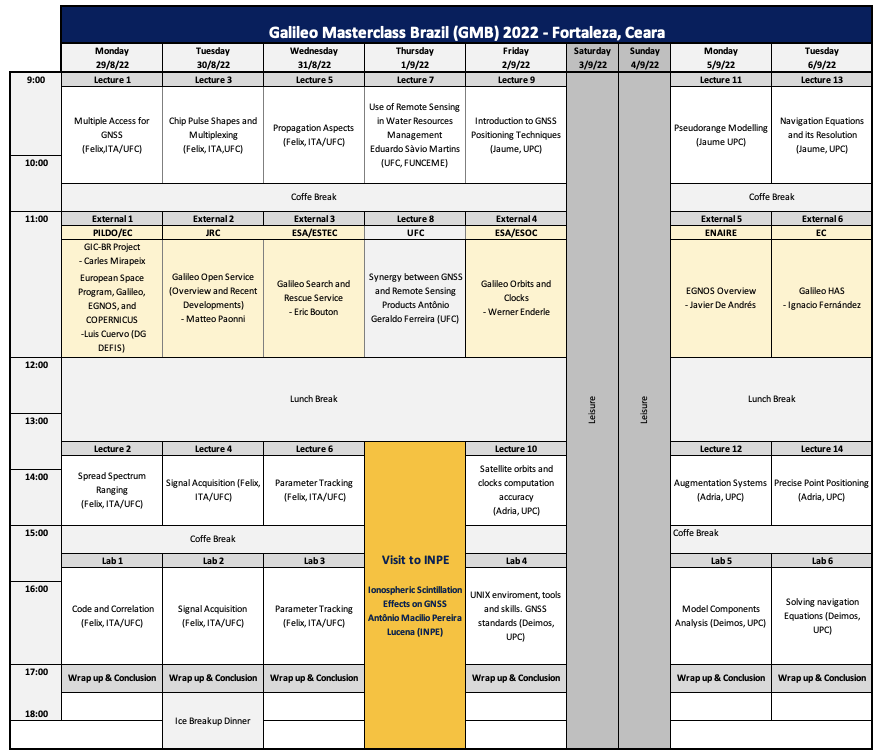 Galileo Masterclass Brazil (GMB) 2022 - Fortaleza, Ceara
Monday
29/8/22
Tuesday
30/8/22
Wednesday
31/8/22
Thursday
1/9/22
Friday
2/9/22
Saturday
3/9/22
Sunday
4/9/22
Monday
5/9/22
Tuesday
6/9/22
9:00
Lecture 1
Lecture 3
Lecture 5
Lecture 7
Lecture 9
Lecture 11
Lecture 13
Multiple Access for
GNSS
(Felix,ITA/UFC)
Chip Pulse Shapes and
Multiplexing
(Felix, ITA,UFC)
Propagation Aspects
(Felix, ITA/UFC)
Use of Remote Sensing
in Water Resources
Management
Eduardo Sàvio Martins
(UFC, FUNCEME)
Introduction to GNSS
Positioning Techniques
(Jaume, UPC)
Pseudorange Modelling
(Jaume UPC)
Navigation Equations
and its Resolution
(Jaume, UPC)
10:00
Coffe Break
Coffe Break
11:00
External 1
External 2
External 3
Lecture 8
External 4
External 5
External 6
PILDO/EC
JRC
ESA/ESTEC
UFC
ESA/ESOC
ENAIRE
EC
GIC-BR Project
- Carles Mirapeix
European Space
Program, Galileo,
EGNOS, and
COPERNICUS
-Luis Cuervo (DG
DEFIS)
Galileo Open Service
(Overview and Recent
Developments)
- Matteo Paonni
Galileo Search and
Rescue Service
- Eric Bouton
Synergy between GNSS
and Remote Sensing
Products Antônio
Geraldo Ferreira (UFC)
Galileo Orbits and
Clocks
- Werner Enderle
EGNOS Overview
- Javier De Andrés
Galileo HAS
- Ignacio Fernández
12:00
Lunch Break
Leisure
Leisure
Lunch Break
13:00
Lecture 2
Lecture 4
Lecture 6
Lecture 10
Lecture 12
Lecture 14
14:00
Spread Spectrum
Ranging
(Felix, ITA/UFC)
Signal Acquisition (Felix,
ITA/UFC)
Parameter Tracking
(Felix, ITA/UFC)
Satellite orbits and
clocks computation
accuracy
(Adria, UPC)
Augmentation Systems
(Adria, UPC)
Precise Point Positioning
(Adria, UPC)
15:00
Coffe Break
Coffe Break
Visit to INPE
Ionospheric Scintillation
Effects on GNSS
Antônio Macilio Pereira
Lucena (INPE)
Lab 1
Lab 2
Lab 3
Lab 4
Lab 5
Lab 6
16:00
Code and Correlation
(Felix, ITA/UFC)
Signal Acquisition
(Felix, ITA/UFC)
Parameter Tracking
(Felix, ITA/UFC)
UNIX enviroment, tools
and skills. GNSS
standards (Deimos,
UPC)
Model Components
Analysis (Deimos, UPC)
Solving navigation
Equations (Deimos,
UPC)
17:00
Wrap up & Conclusion
Wrap up & Conclusion
Wrap up & Conclusion
Wrap up & Conclusion
Wrap up & Conclusion
Wrap up & Conclusion
18:00
Ice Breakup Dinner